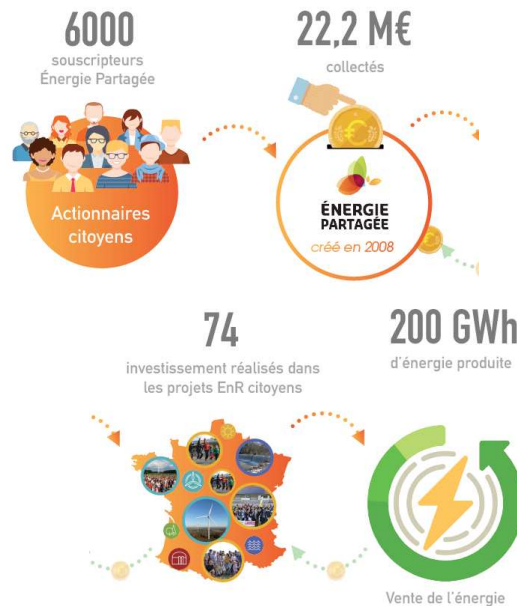 6000
souscripteurs
Énergie Partagée
Actionnaires
citoyens
22,2 M€
collectés
ÉNERGIE
PARTAGÉE
créé en 2008
74
investissement réalisés dans
les projets EnR citoyens
200 GWh
d'énergie produite
Vente de l'énergie